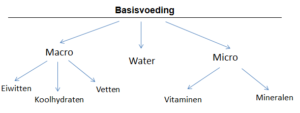 Basisvoeding
Macro
Water
Micro
Eiwitten
Koolhydraten
Vetten
Vitaminen
Mineralen